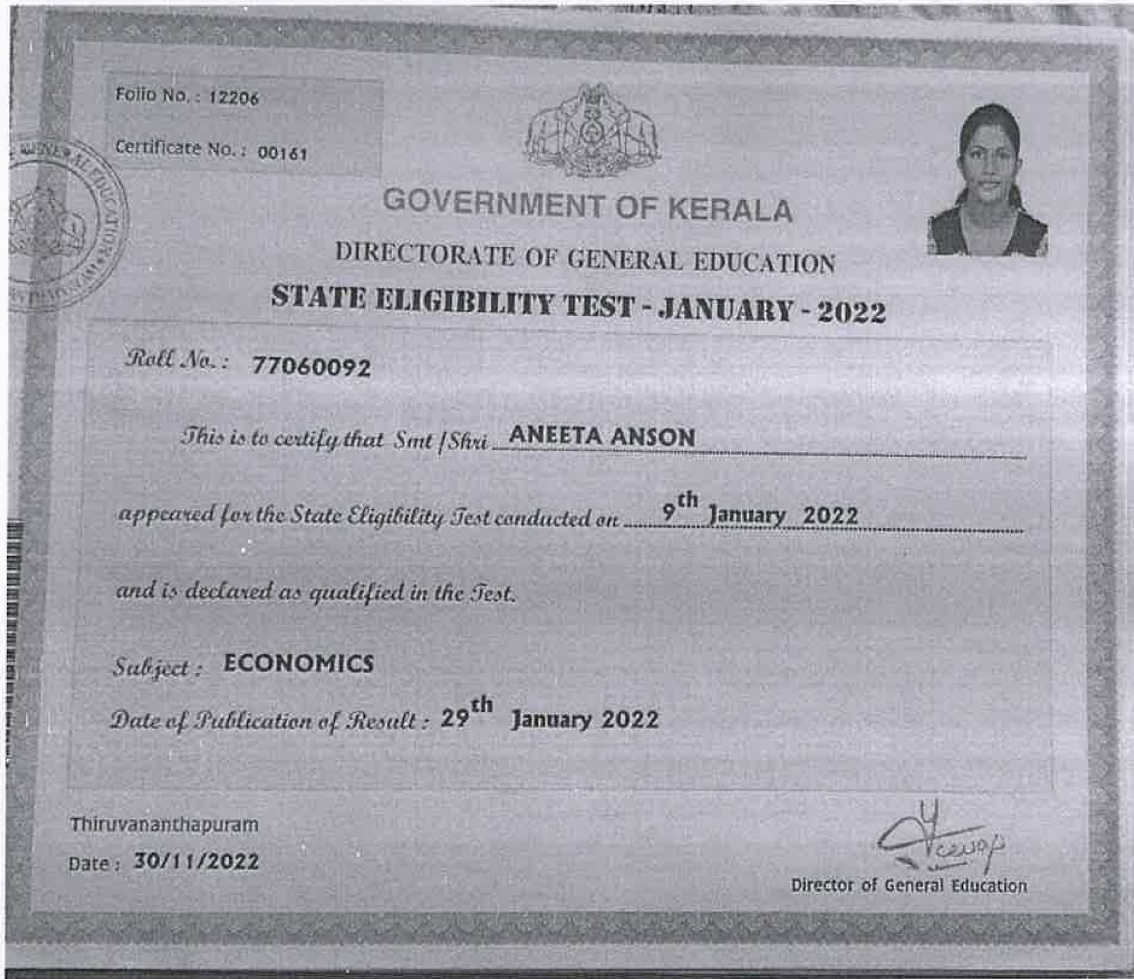 Folio No. : 12206
Certificate No. : 00161
GENERAL EDUCATION
GOVERNMENT OF KERALA
DIRECTORATE OF GENERAL EDUCATION
STATE ELIGIBILITY TEST - JANUARY - 2022
Roll No. : 77060092
This is to certify that Smt / Shri ANEETA ANSON
appeared for the State Eligibility Test conducted on 9th January 2022
and is declared as qualified in the Test.
Subject : ECONOMICS
Date of Publication of Result : 29th January 2022
Thiruvananthapuram
Date : 30/11/2022
Director of General Education